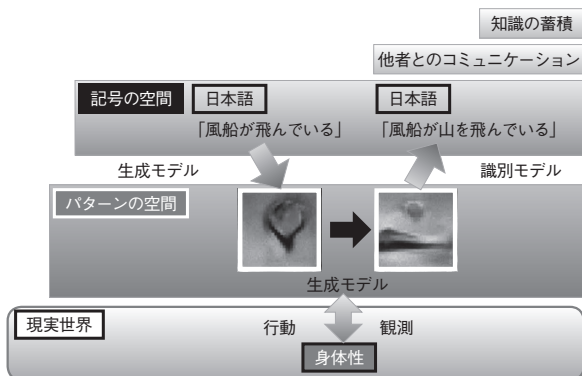 知識の蓄積
他者とのコミュニケーション
記号の空間
日本語
日本語
「風船が飛んでいる」
「風船が山を飛んでいる」
生成モデル
識別モデル
パターンの空間
生成モデル
現実世界
行動
観測
身体性